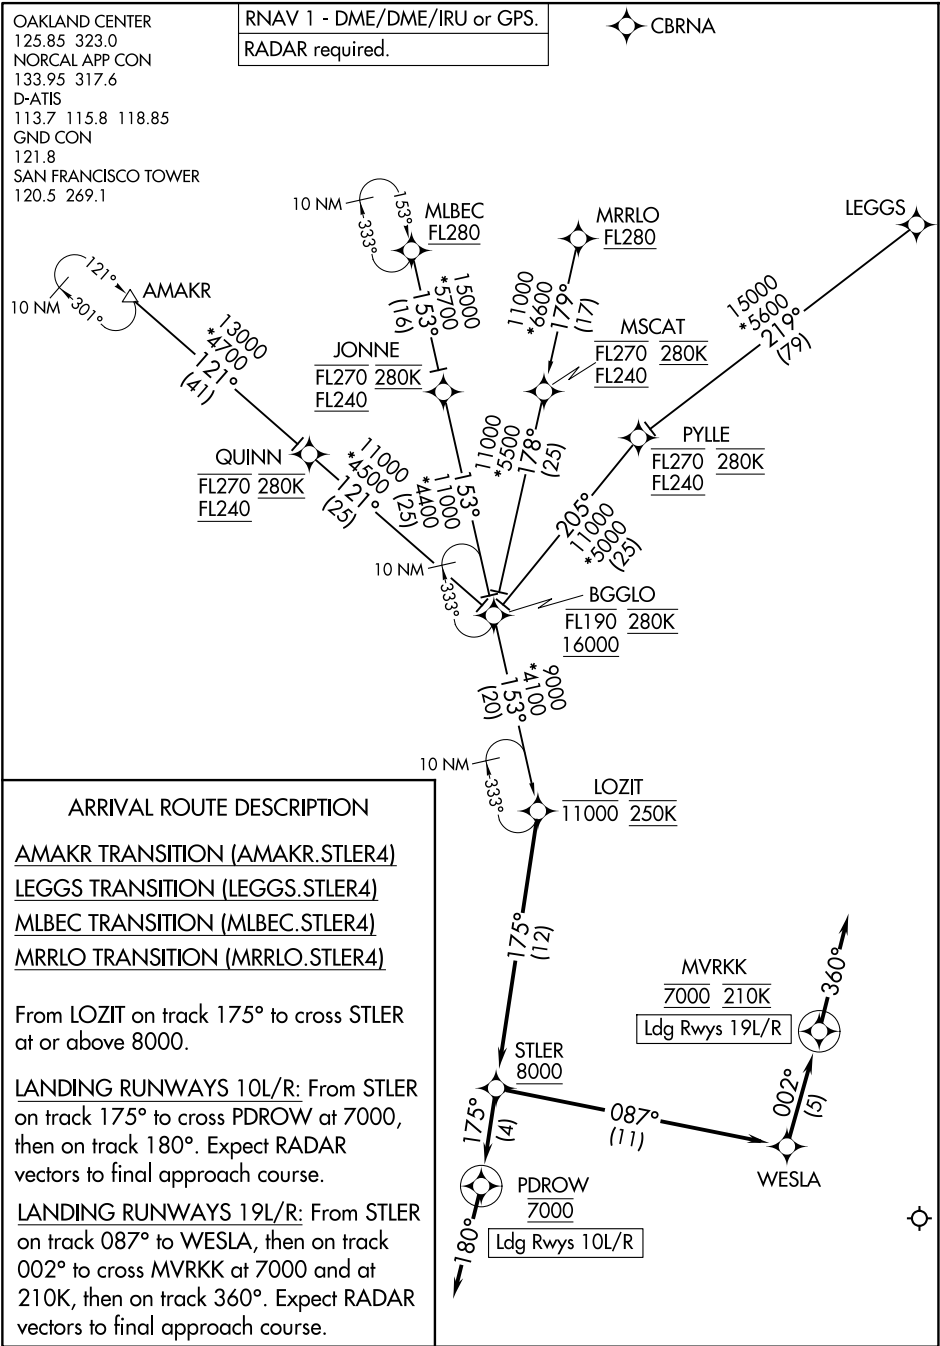 OAKLAND CENTER
125.85 323.0
NORCAL APP CON
133.95 317.6
D-ATIS
113.7 115.8 118.85
GND CON
121.8
SAN FRANCISCO TOWER
120.5 269.1
RNAV 1 - DME/DME/IRU or GPS.
RADAR required.
CBRNA
10 NM
153°
333°
MLBEC
FL280
MRRLO
FL280
LEGGS
10 NM
121°
301°
AMAKR
13000
*4700
121°
(41)
15000
*5700
153°
(16)
11000
*6600
179°
(17)
15000
*5600
219°
(79)
JONNE
FL270 280K
FL240
MSCAT
FL270 280K
FL240
QUINN
FL270 280K
FL240
PYLLE
FL270 280K
FL240
11000
*4500
121°
(25)
153°
11000
*4400
(25)
11000
*5500
178°
(25)
205°
11000
*5000
(25)
10 NM
333°
BGGLO
FL190 280K
16000
9000
*4100
153°
(20)
10 NM
333°
LOZIT
11000 250K
175°
(12)
STLER
8000
175°
(4)
087°
(11)
WESLA
002°
(5)
MVRKK
7000 210K
Ldg Rwys 19L/R
360°
PDROW
7000
Ldg Rwys 10L/R
180°
ARRIVAL ROUTE DESCRIPTION
AMAKR TRANSITION (AMAKR.STLER4)
LEGGS TRANSITION (LEGGS.STLER4)
MLBEC TRANSITION (MLBEC.STLER4)
MRRLO TRANSITION (MRRLO.STLER4)
From LOZIT on track 175° to cross STLER
at or above 8000.
LANDING RUNWAYS 10L/R: From STLER
on track 175° to cross PDROW at 7000,
then on track 180°. Expect RADAR
vectors to final approach course.
LANDING RUNWAYS 19L/R: From STLER
on track 087° to WESLA, then on track
002° to cross MVRKK at 7000 and at
210K, then on track 360°. Expect RADAR
vectors to final approach course.